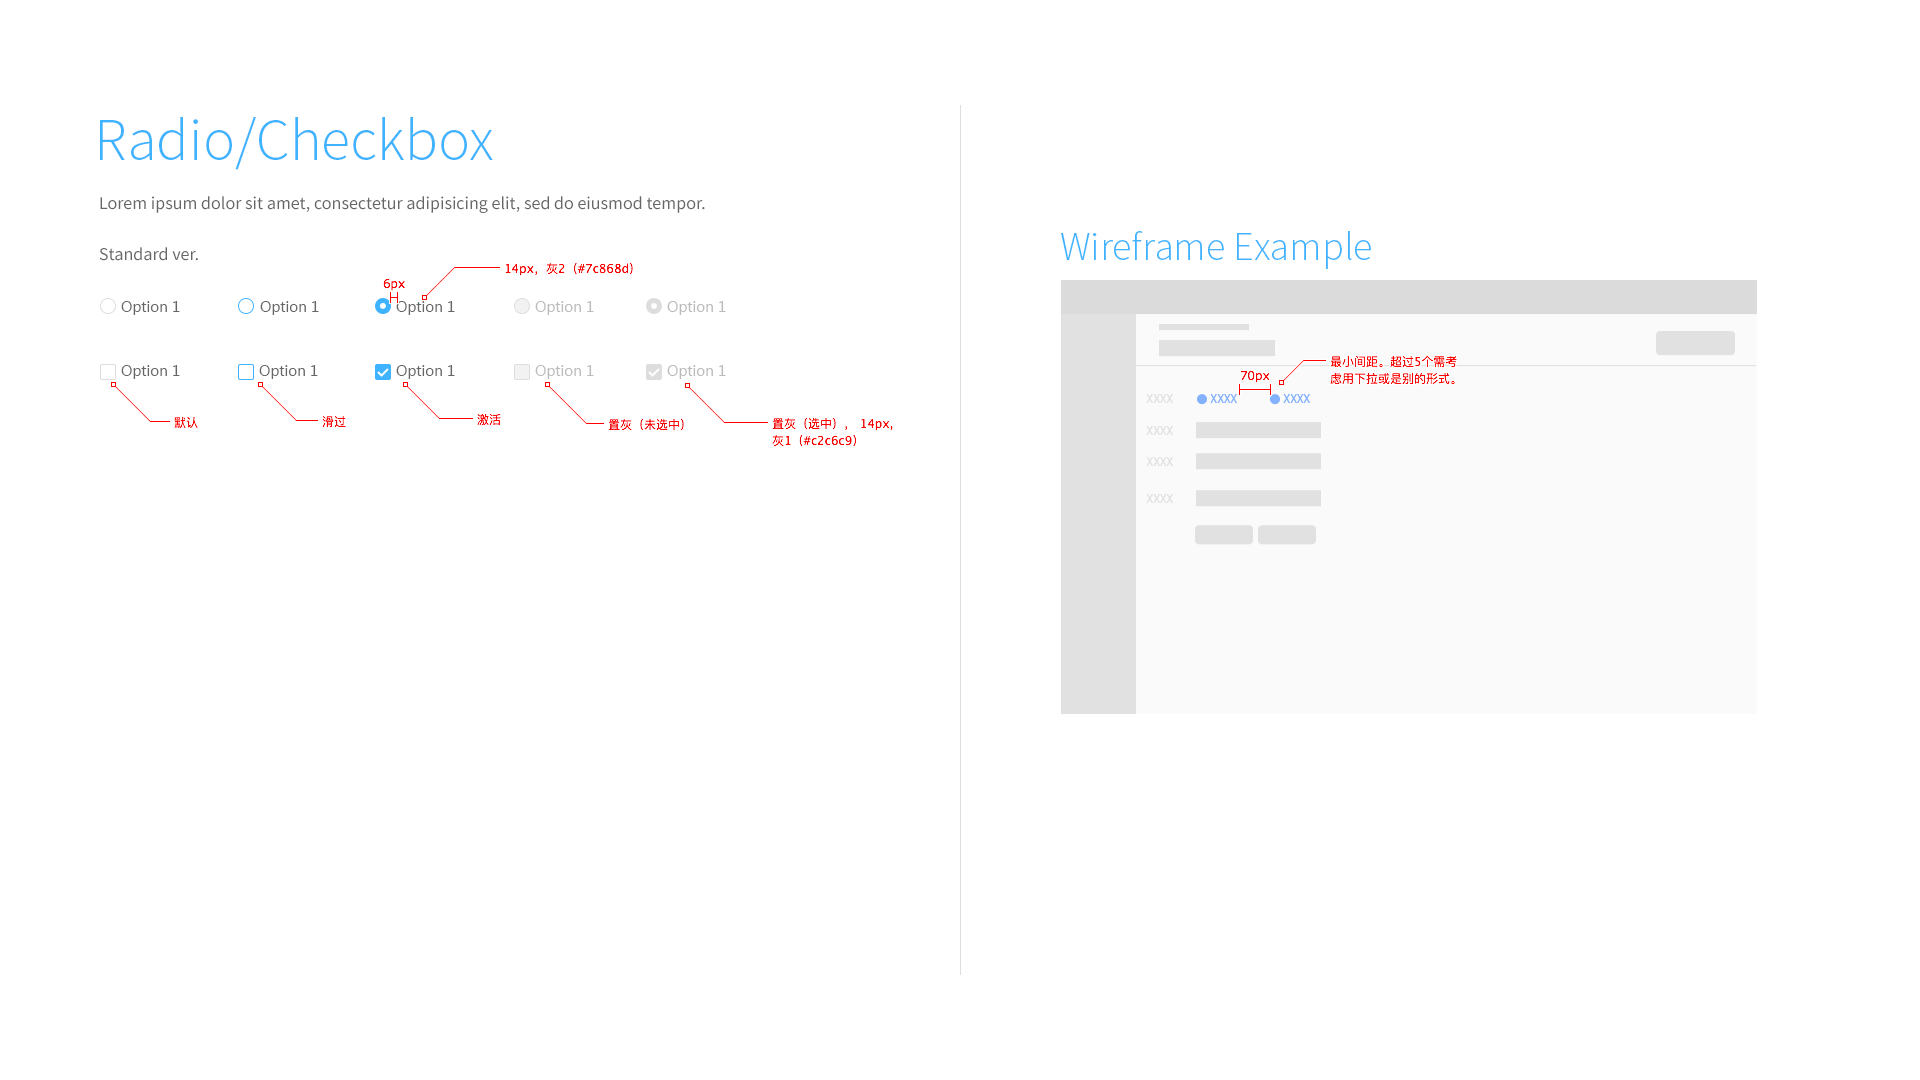 Radio/Checkbox
Lorem ipsum dolor sit amet, consectetur adipisicing elit, sed do eiusmod tempor.
Standard ver.
14px, 灰2（#7c868d）
6px
Option 1
Option 1
Option 1
Option 1
Option 1
Option 1
Option 1
Option 1
Option 1
Option 1
默认
滑过
激活
置灰（未选中）
置灰（选中）, 14px,
灰1（#c2c6c9）
Wireframe Example
最小间距。超过5个需考
虑用下拉或是别的形式。
70px
XXXX
XXXX
XXXX
XXXX
XXXX
XXXX